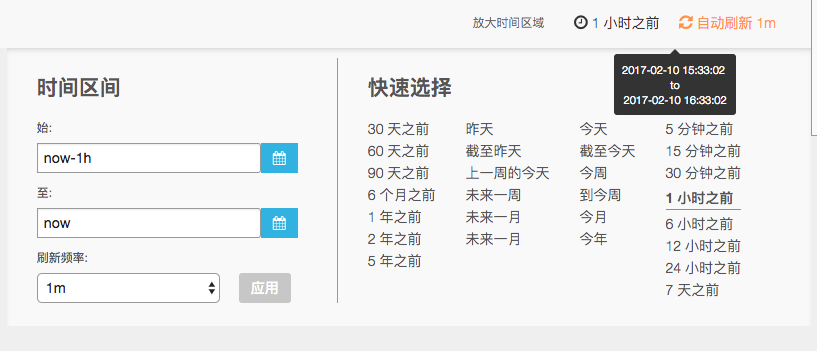 放大时间区域
1 小时之前
自动刷新 1m
2017-02-10 15:33:02
to
2017-02-10 16:33:02
时间区间
始:
now-1h
至:
now
刷新频率:
1m
应用
快速选择
30 天之前
60 天之前
90 天之前
6 个月之前
1 年之前
2 年之前
5 年之前
昨天
截至昨天
上一周的今天
未来一周
未来一月
未来一月
今天
截至今天
今周
到今周
今月
今年
5 分钟之前
15 分钟之前
30 分钟之前
1 小时之前
6 小时之前
12 小时之前
24 小时之前
7 天之前